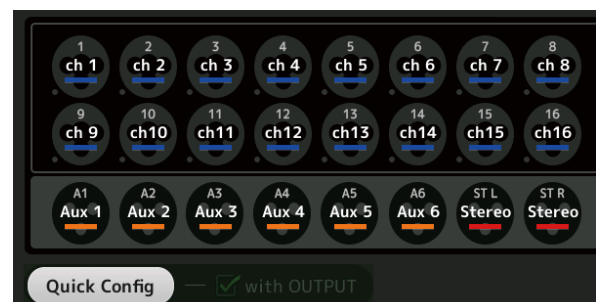 1 2 3 4 5 6 7 8
ch 1 ch 2 ch 3 ch 4 ch 5 ch 6 ch 7 ch 8
9 10 11 12 13 14 15 16
ch 9 ch10 ch11 ch12 ch13 ch14 ch15 ch16
A1 A2 A3 A4 A5 A6 ST L ST R
Aux 1 Aux 2 Aux 3 Aux 4 Aux 5 Aux 6 Stereo Stereo
Quick Config with OUTPUT